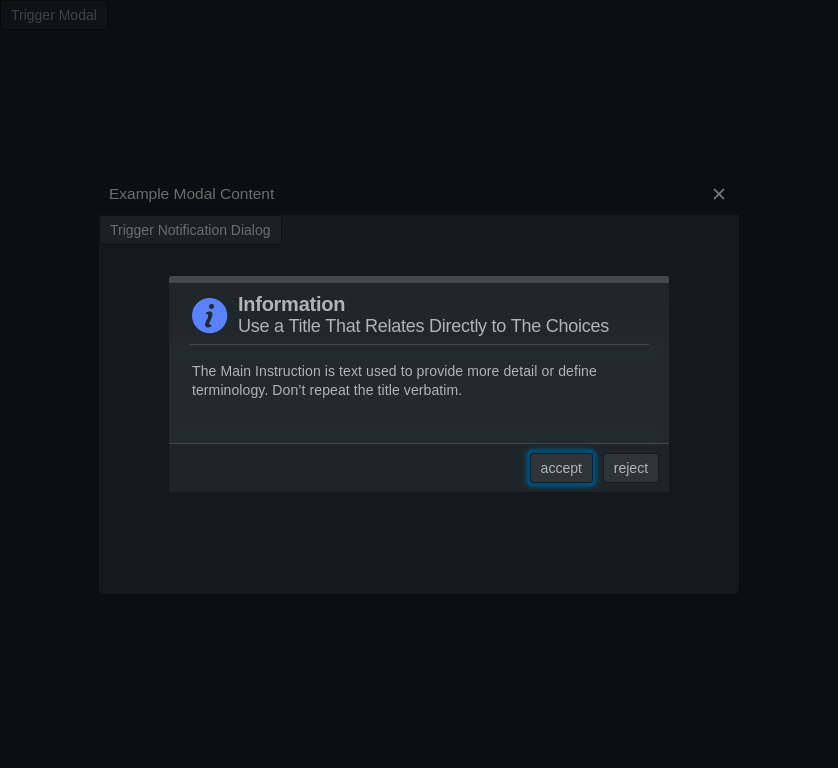 Trigger Modal
Example Modal Content
Trigger Notification Dialog
Information
Use a Title That Relates Directly to The Choices
The Main Instruction is text used to provide more detail or define
terminology. Don’t repeat the title verbatim.
accept reject